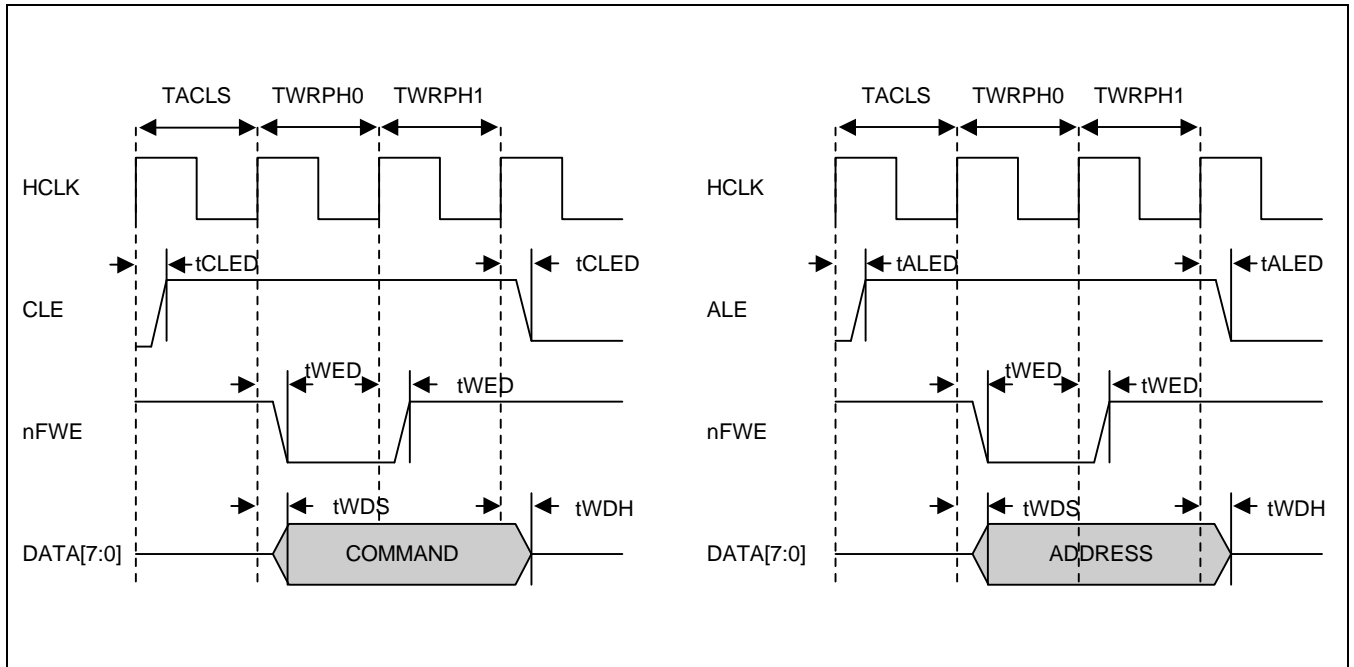 TACLS TWRPH0 TWRPH1
HCLK
tCLED tCLED
CLE
tWED tWED
nFWE
tWDS tWDH
DATA[7:0] COMMAND
TACLS TWRPH0 TWRPH1
HCLK
tALED tALED
ALE
tWED tWED
nFWE
tWDS tWDH
DATA[7:0] ADDRESS